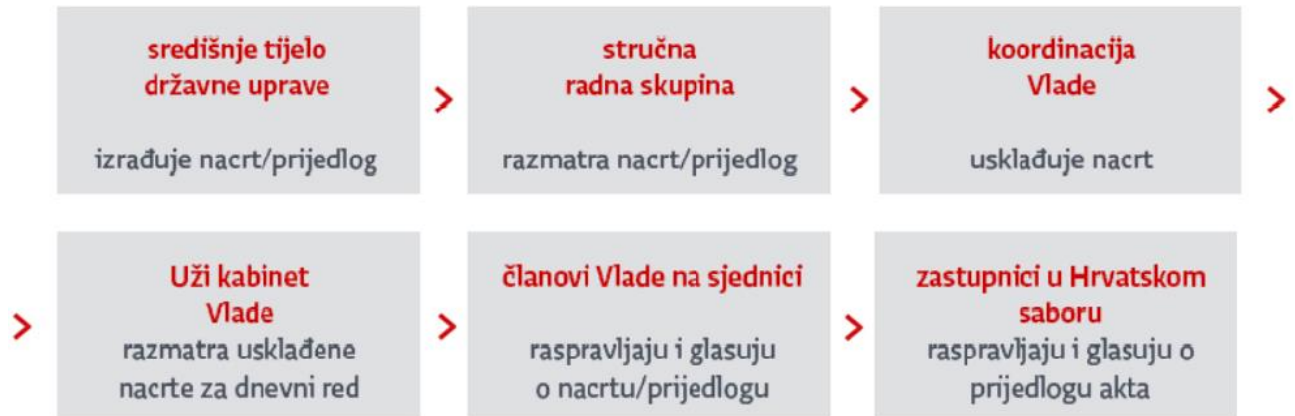 središnje tijelo
državne uprave
izrađuje nacrt/prijedlog
>
stručna
radna skupina
razmatra nacrt/prijedlog
>
koordinacija
Vlade
usklađuje nacrt
>
>
Uži kabinet
Vlade
razmatra usklađene
nacrte za dnevni red
>
članovi Vlade na sjednici
raspravljaju i glasuju
o nacrtu/prijedlogu
>
zastupnici u Hrvatskom
saboru
raspravljaju i glasuju o
prijedlogu akta